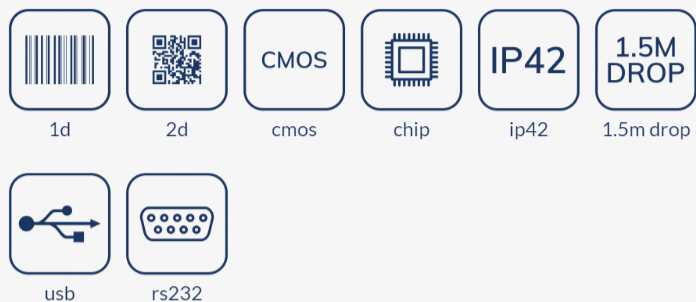 CMOS
IP42
1.5M
DROP
1d
2d
cmos
chip
ip42
1.5m drop
usb
rs232